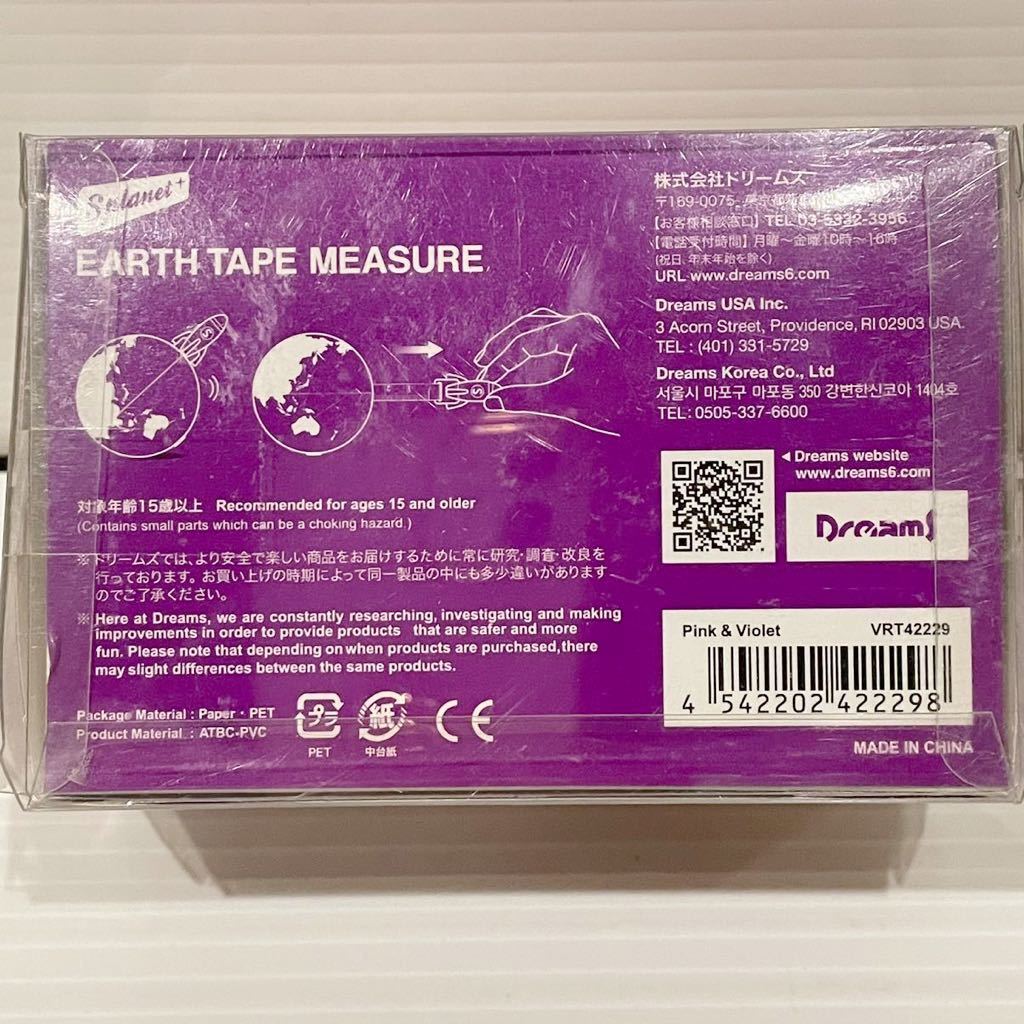 S+planet+
EARTH TAPE MEASURE
S
S
対象年齢15歳以上 Recommended for ages 15 and older
(Contains small parts which can be a choking hazard.)
※ドリームズでは、より安全で楽しい商品をお届けするために常に研究・調査・改良を
行っております。お買い上げの時期によって同一製品の中にも多少違いがあります
のでご了承ください。
※Here at Dreams, we are constantly researching, investigating and making
improvements in order to provide products that are safer and more
fun. Please note that depending on when products are purchased, there
may slight differences between the same products.
Package Material : Paper・PET
Product Material : ATBC-PVC
プラ
PET
紙
中台紙
CE
株式会社ドリームズ
〒169-0075
【お客様相談窓口】TEL 03-5332-3956
【電話受付時間】月曜〜金曜10時〜16時
(祝日、年末年始を除く)
URL www.dreams6.com
Dreams USA Inc.
3 Acorn Street, Providence, RI 02903 USA.
TEL : (401) 331-5729
Dreams Korea Co., Ltd
서울시 마포구 마포동 350 강변한신코아 1404호
TEL: 0505-337-6600
◀Dreams website
www.dreams6.com
Dreams
Pink & Violet VRT42229
4 542202 422298
MADE IN CHINA